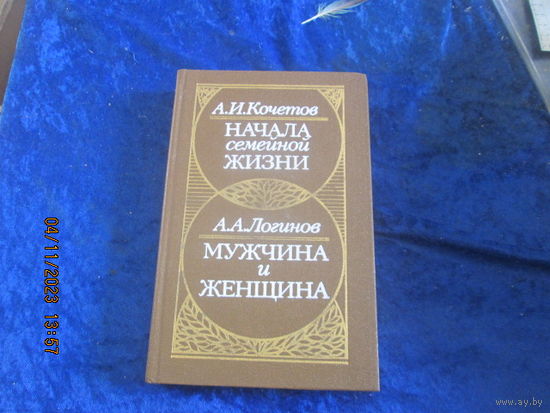 А.И.Кочетов
НАЧАЛА
семейной
ЖИЗНИ
А.А.Логинов
МУЖЧИНА
и
ЖЕНЩИНА
04/11/2023 13:57
www.ay.by